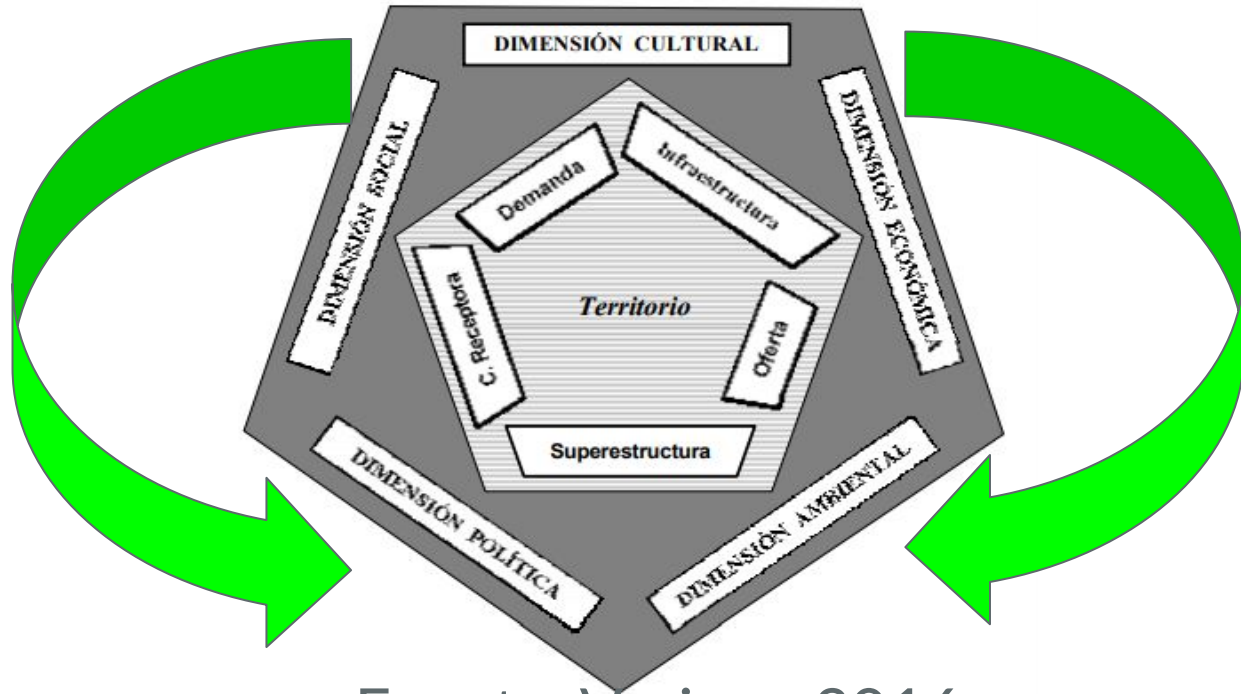 DIMENSIÓN CULTURAL
DIMENSIÓN SOCIAL
DIMENSIÓN ECONÓMICA
Demanda
Infraestructura
C. Receptora
Territorio
Oferta
Superestructura
DIMENSIÓN POLÍTICA
DIMENSIÓN AMBIENTAL